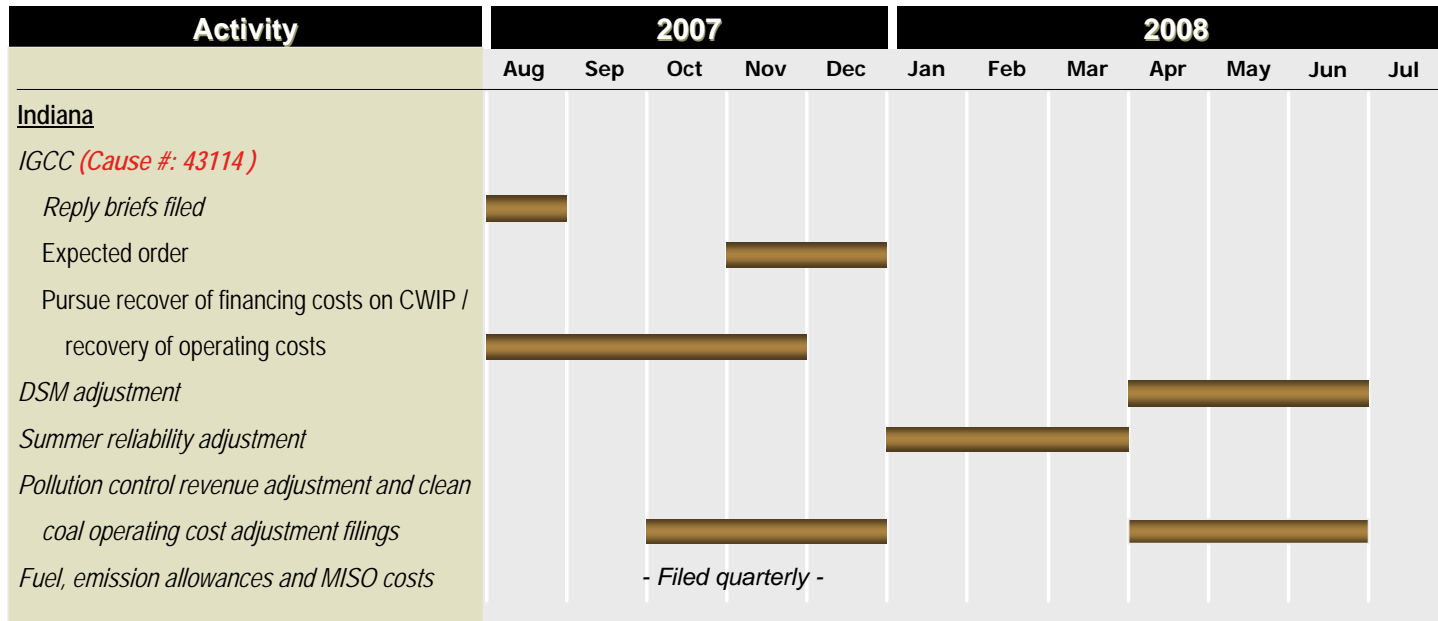 Activity 2007 2008
Aug Sep Oct Nov Dec Jan Feb Mar Apr May Jun Jul
Indiana
IGCC (Cause #: 43114 )
Reply briefs filed
Expected order
Pursue recover of financing costs on CWIP /
recovery of operating costs
DSM adjustment
Summer reliability adjustment
Pollution control revenue adjustment and clean
coal operating cost adjustment filings
Fuel, emission allowances and MISO costs - Filed quarterly -